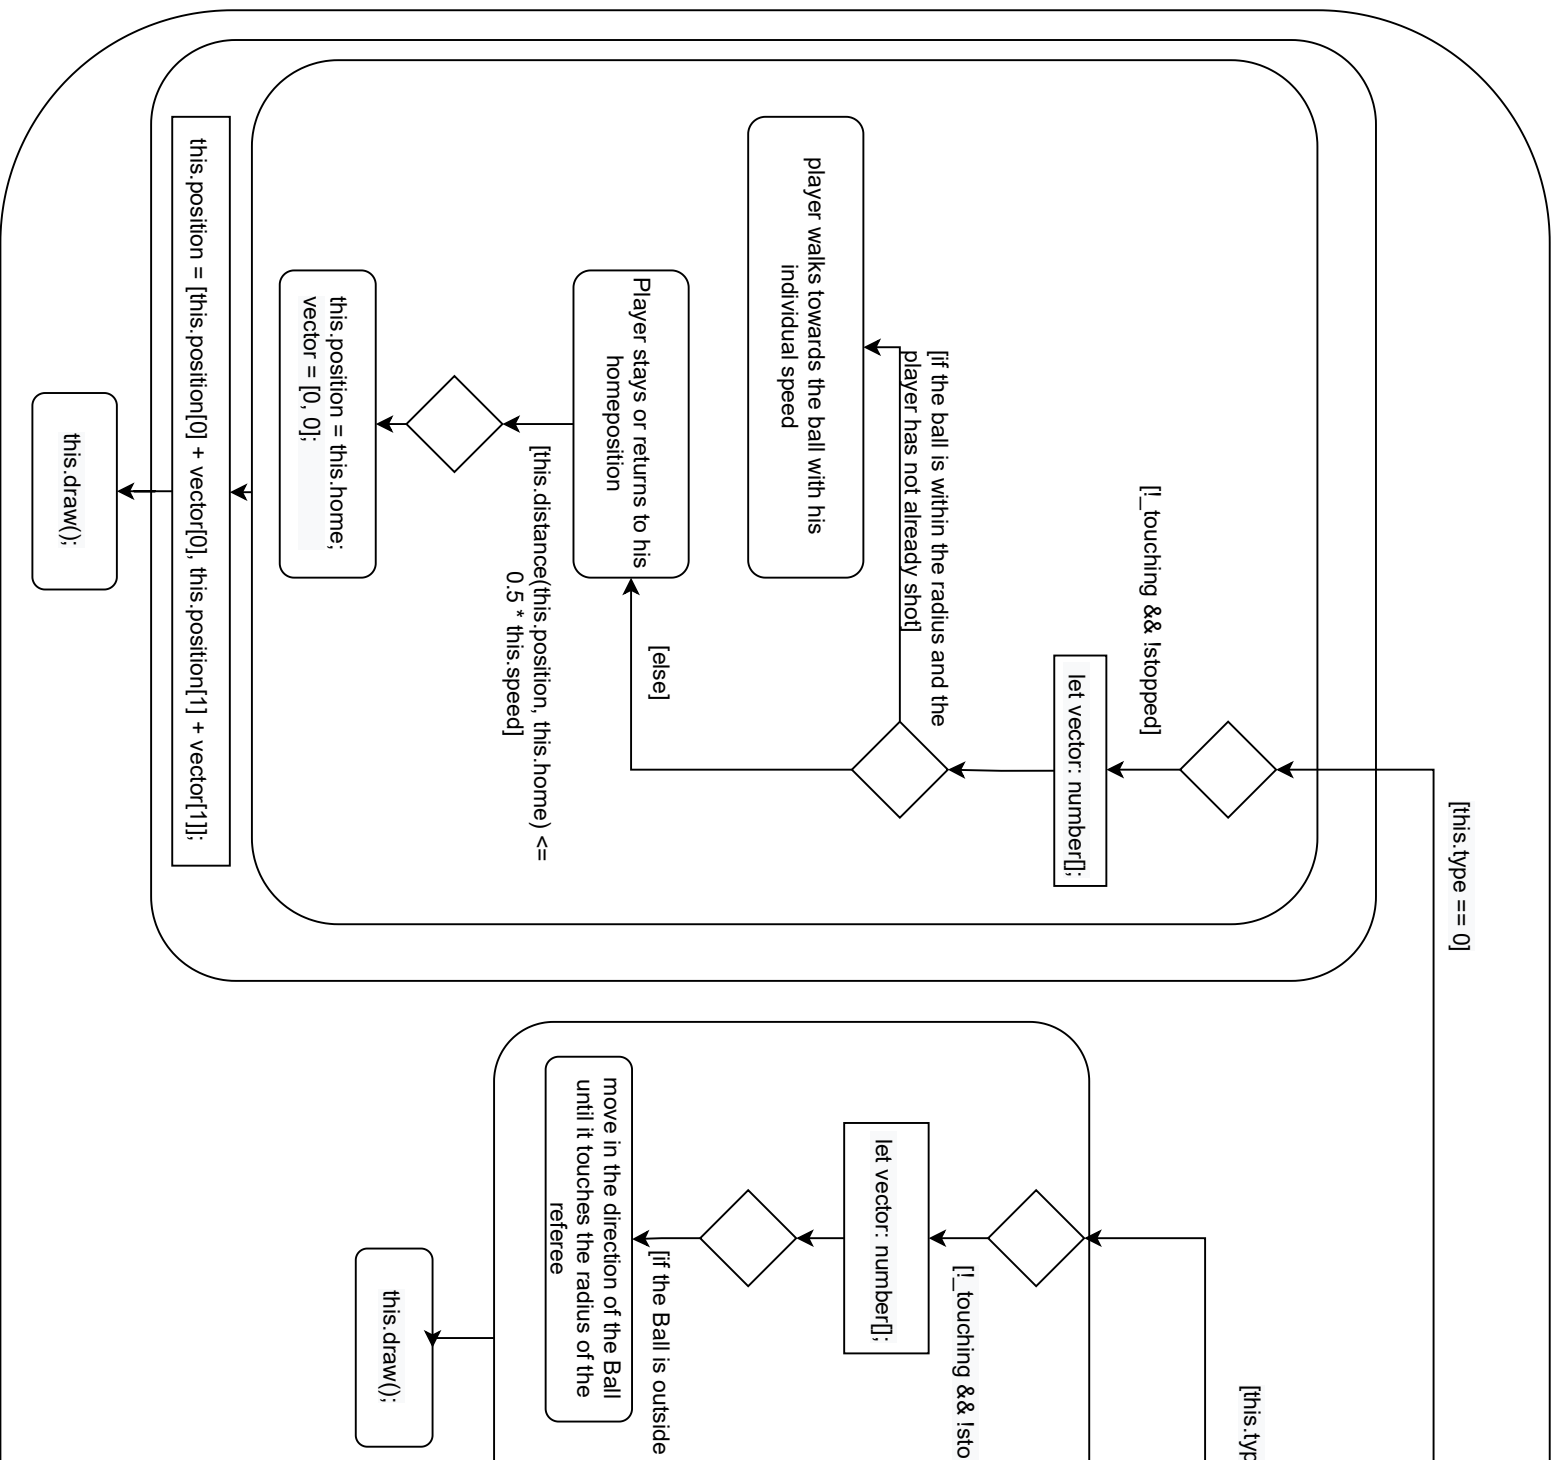 [this.type == 0]
[!_touching && !stopped]
let vector: number[];
[if the ball is within the radius and the
player has not already shot]
player walks towards the ball with his
individual speed
[else]
Player stays or returns to his
homeposition
[this.distance(this.position, this.home) <=
0.5 * this.speed]
this.position = this.home;
vector = [0, 0];
this.position = [this.position[0] + vector[0], this.position[1] + vector[1]];
this.draw();
[this.typ
[!_touching && !sto
let vector: number[];
[if the Ball is outside
move in the direction of the Ball
until it touches the radius of the
referee
this.draw();